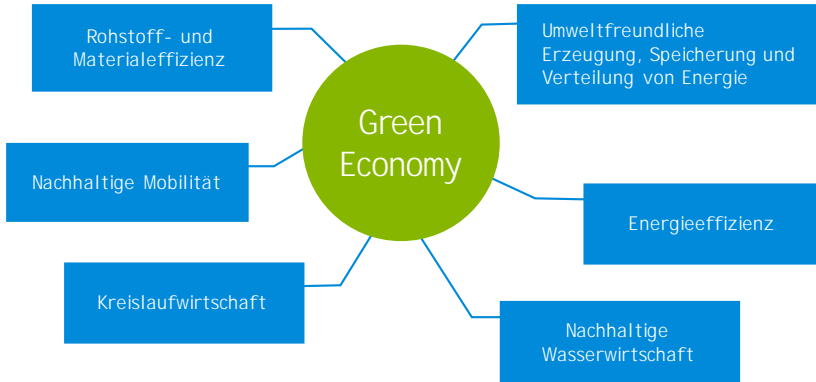 Rohstoff- und
Materialeffizienz
Umweltfreundliche
Erzeugung, Speicherung und
Verteilung von Energie
Green
Economy
Nachhaltige Mobilität
Energieeffizienz
Kreislaufwirtschaft
Nachhaltige
Wasserwirtschaft